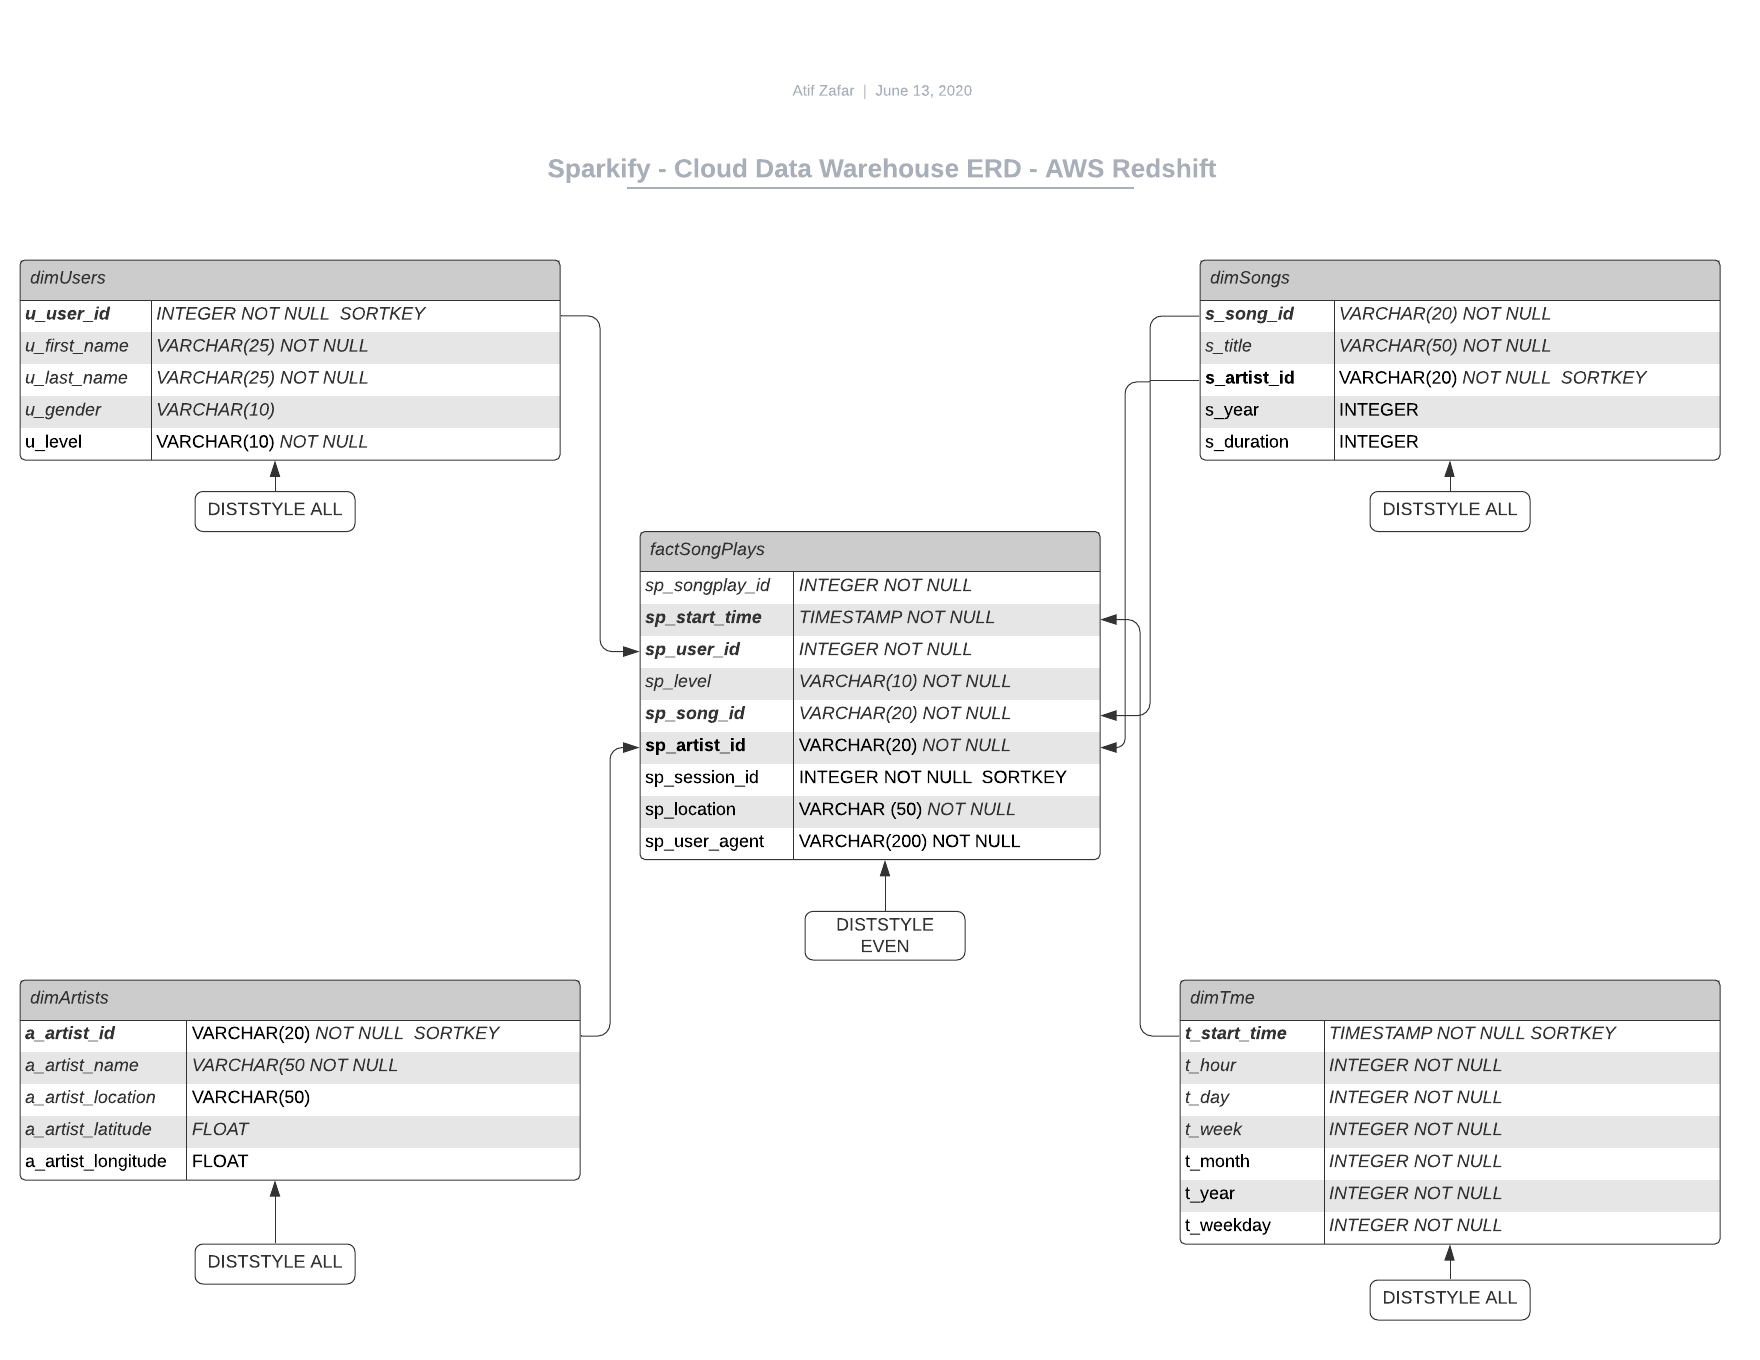 Atif Zafar | June 13, 2020
Sparkify - Cloud Data Warehouse ERD - AWS Redshift
dimUsers
u_user_id INTEGER NOT NULL SORTKEY
u_first_name VARCHAR(25) NOT NULL
u_last_name VARCHAR(25) NOT NULL
u_gender VARCHAR(10)
u_level VARCHAR(10) NOT NULL
DISTSTYLE ALL
dimSongs
s_song_id VARCHAR(20) NOT NULL
s_title VARCHAR(50) NOT NULL
s_artist_id VARCHAR(20) NOT NULL SORTKEY
s_year INTEGER
s_duration INTEGER
DISTSTYLE ALL
factSongPlays
sp_songplay_id INTEGER NOT NULL
sp_start_time TIMESTAMP NOT NULL
sp_user_id INTEGER NOT NULL
sp_level VARCHAR(10) NOT NULL
sp_song_id VARCHAR(20) NOT NULL
sp_artist_id VARCHAR(20) NOT NULL
sp_session_id INTEGER NOT NULL SORTKEY
sp_location VARCHAR (50) NOT NULL
sp_user_agent VARCHAR(200) NOT NULL
DISTSTYLE
EVEN
dimArtists
a_artist_id VARCHAR(20) NOT NULL SORTKEY
a_artist_name VARCHAR(50 NOT NULL
a_artist_location VARCHAR(50)
a_artist_latitude FLOAT
a_artist_longitude FLOAT
DISTSTYLE ALL
dimTme
t_start_time TIMESTAMP NOT NULL SORTKEY
t_hour INTEGER NOT NULL
t_day INTEGER NOT NULL
t_week INTEGER NOT NULL
t_month INTEGER NOT NULL
t_year INTEGER NOT NULL
t_weekday INTEGER NOT NULL
DISTSTYLE ALL